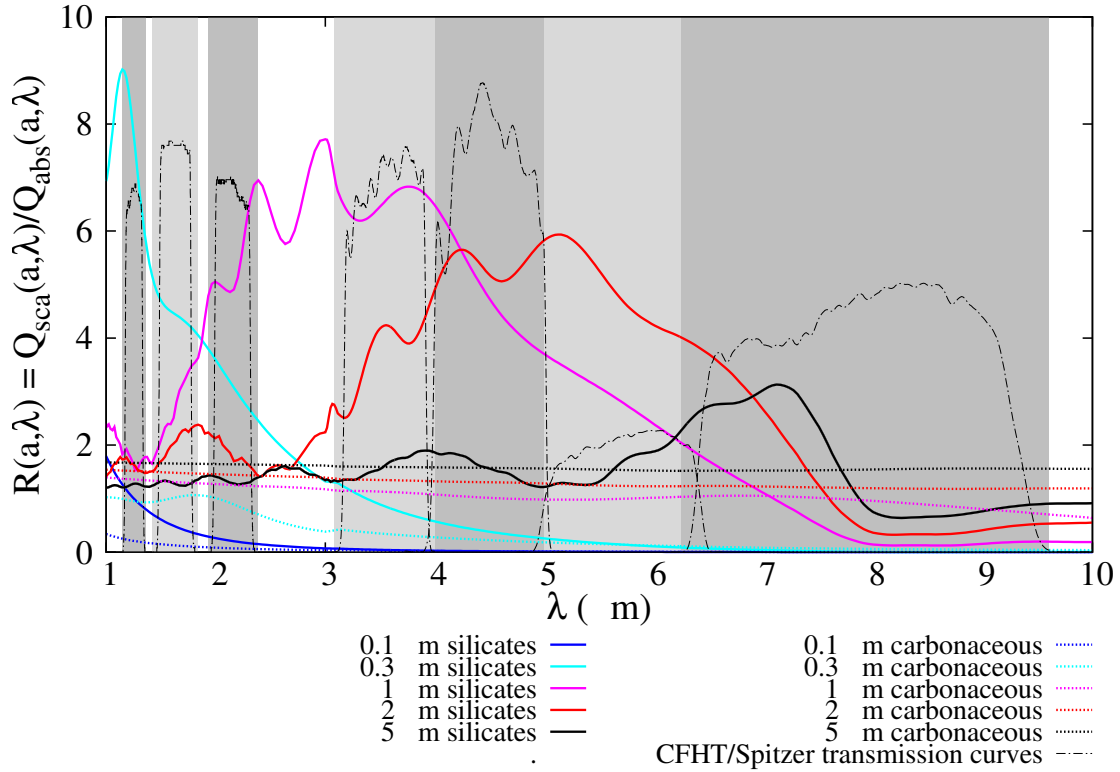 10
8
6
4
2
0
R(a,λ) = Q_sca(a,λ)/Q_abs(a,λ)
1 2 3 4 5 6 7 8 9 10
λ ( m)
0.1 m silicates
0.3 m silicates
1 m silicates
2 m silicates
5 m silicates
.
0.1 m carbonaceous
0.3 m carbonaceous
1 m carbonaceous
2 m carbonaceous
5 m carbonaceous
CFHT/Spitzer transmission curves